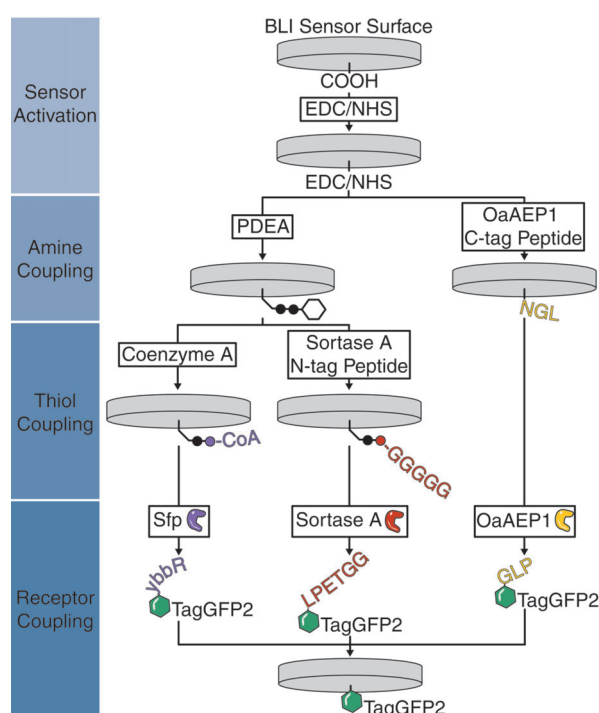 BLI Sensor Surface
Sensor
Activation
COOH
EDC/NHS
EDC/NHS
Amine
Coupling
PDEA
OaAEP1
C-tag Peptide
NGL
Thiol
Coupling
Coenzyme A
Sortase A
N-tag Peptide
-CoA
-GGGGG
Receptor
Coupling
Sfp
Sortase A
OaAEP1
ybbR
LPETGG
GLP
TagGFP2
TagGFP2
TagGFP2
TagGFP2